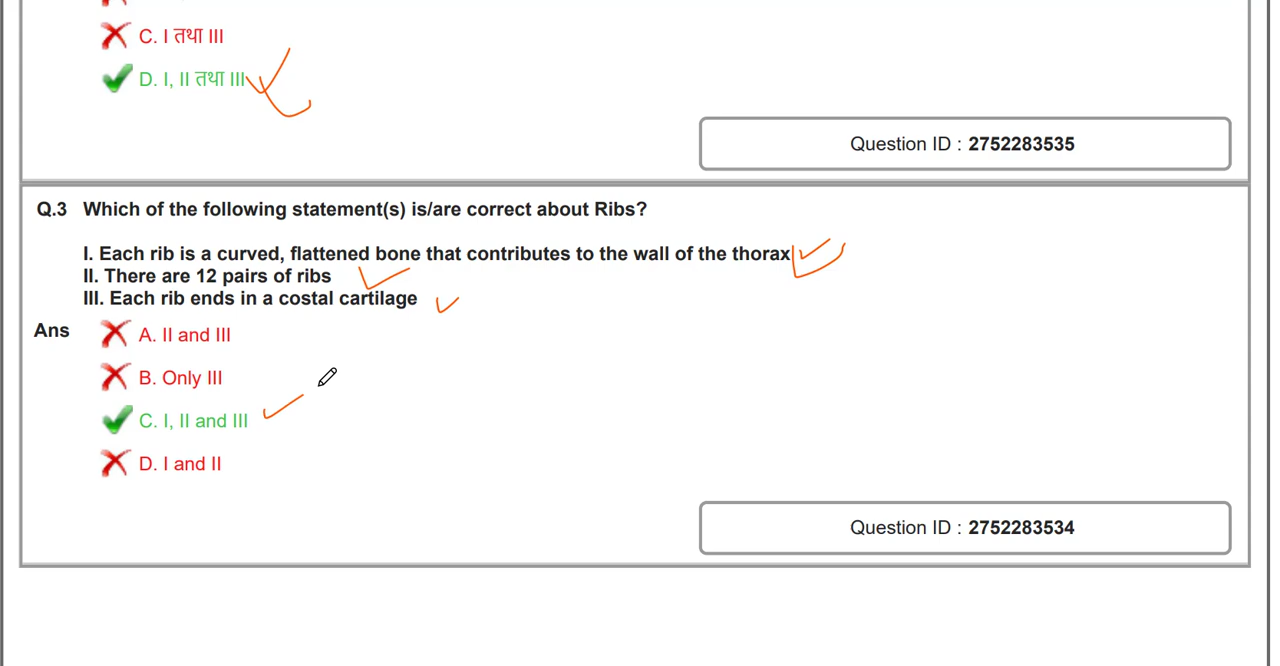 C. I तथा III
D. I, II तथा III
Question ID : 2752283535
Q.3 Which of the following statement(s) is/are correct about Ribs?
I. Each rib is a curved, flattened bone that contributes to the wall of the thorax
II. There are 12 pairs of ribs
III. Each rib ends in a costal cartilage
Ans A. II and III
B. Only III
C. I, II and III
D. I and II
Question ID : 2752283534